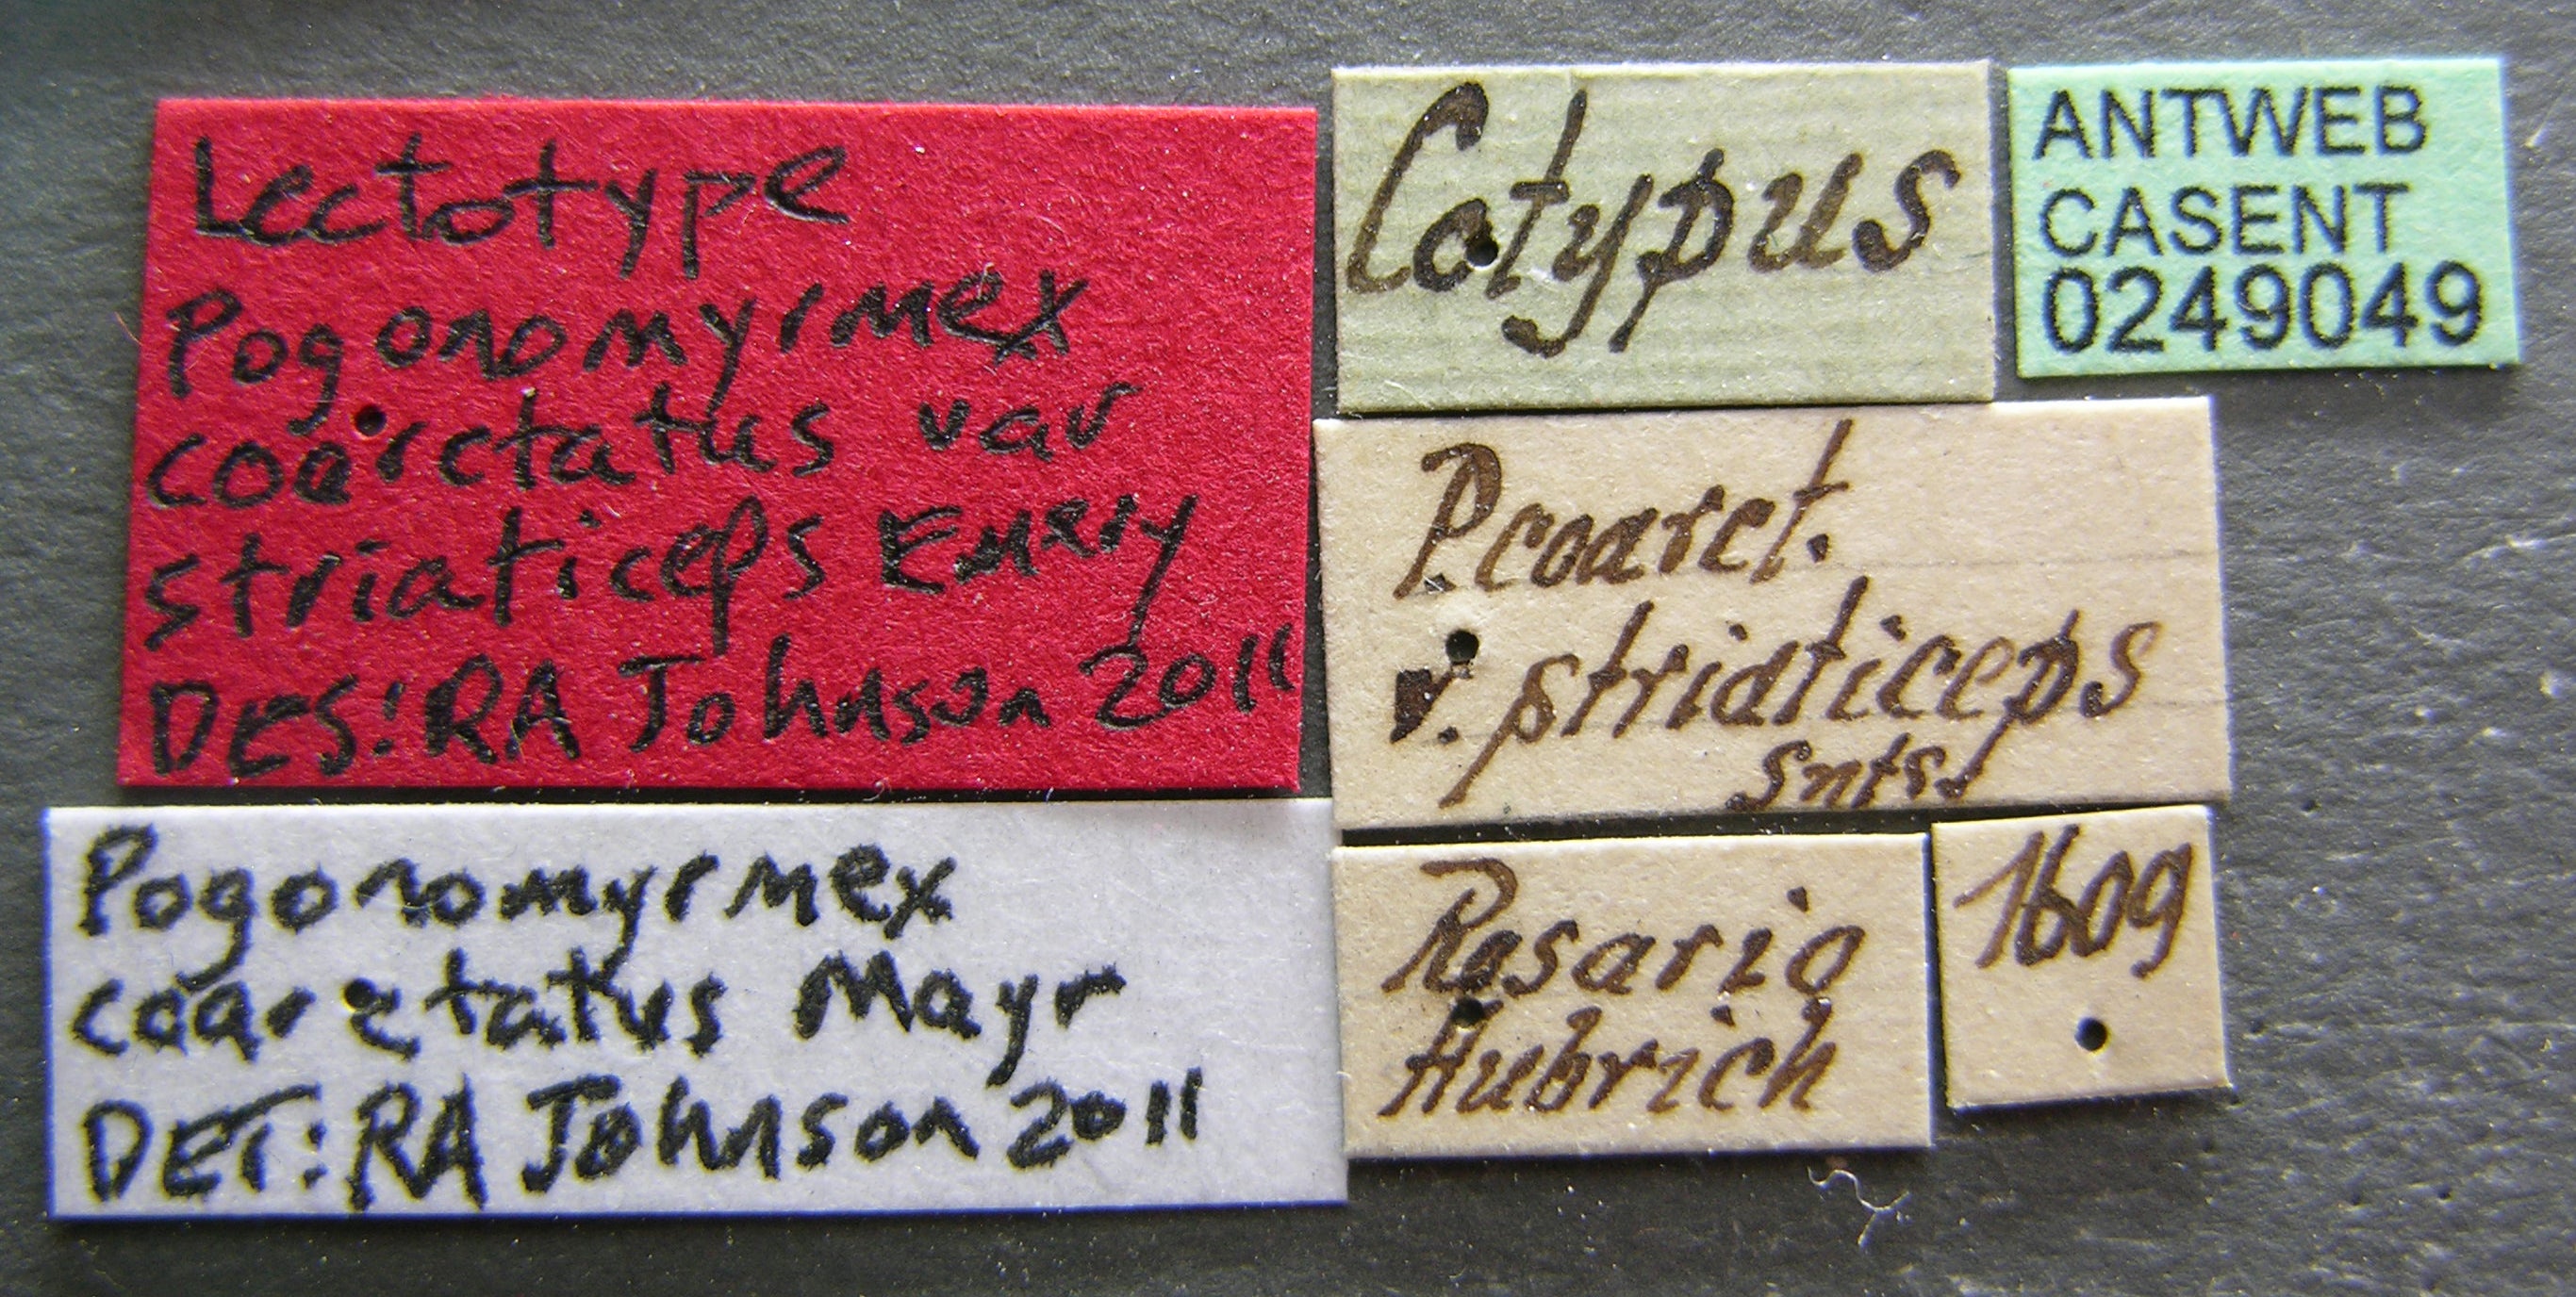 Lectotype
Pogonomyrmex
coarctatus var
striaticeps Emery
DES: RA Johnson 2011
Pogonomyrmex
coarctatus Mayr
DET: RA Johnson 2011
Cotypus
ANTWEB
CASENT
0249049
P. coarct.
v. striaticeps
Snts.
Rosario
Hubrich
1609